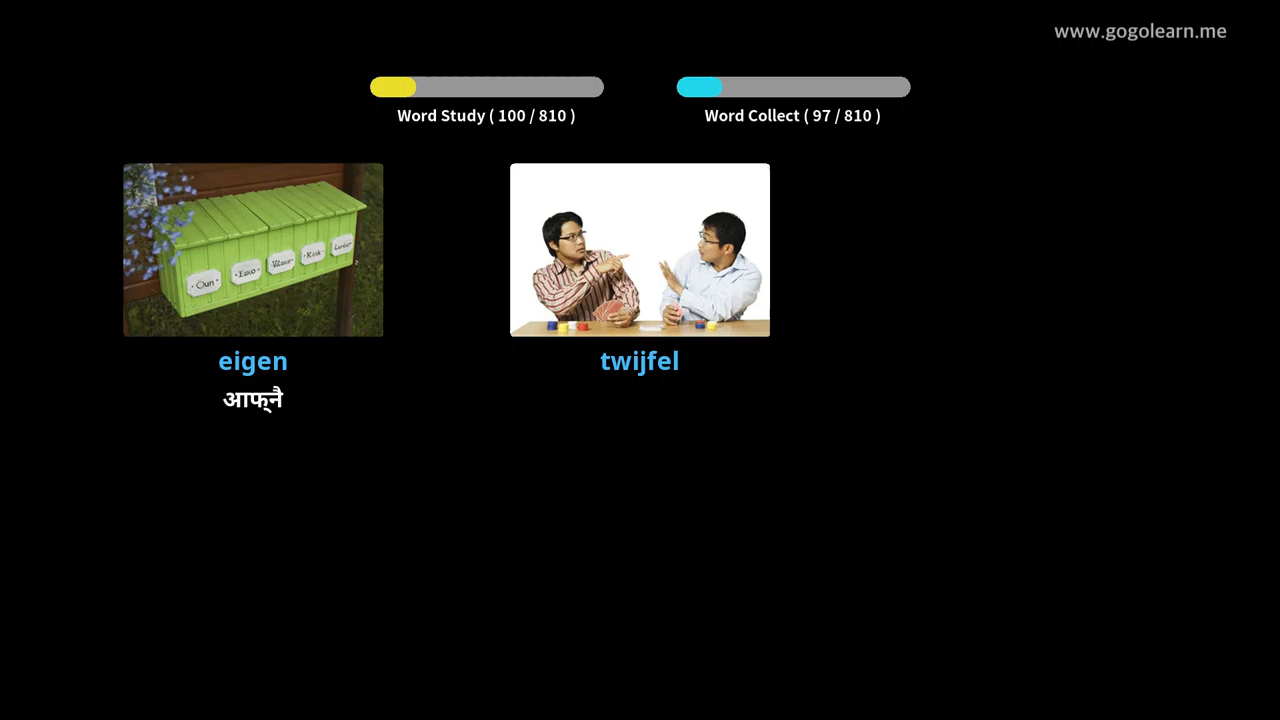 www.gogolearn.me
Word Study ( 100 / 810 )
Word Collect ( 97 / 810 )
eigen
twijfel
आफ्नै